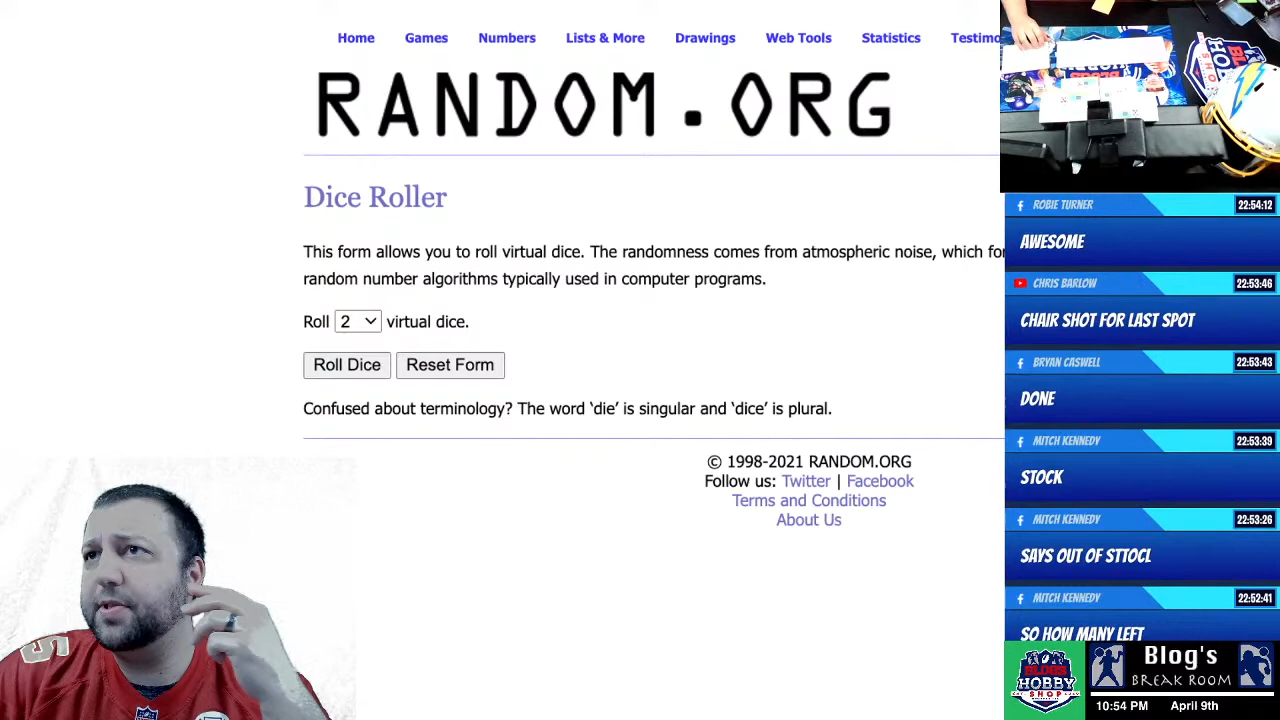 Home Games Numbers Lists & More Drawings Web Tools Statistics Testimo
RANDOM.ORG
Dice Roller
This form allows you to roll virtual dice. The randomness comes from atmospheric noise, which for
random number algorithms typically used in computer programs.
Roll 2 virtual dice.
Roll Dice Reset Form
Confused about terminology? The word ‘die’ is singular and ‘dice’ is plural.
© 1998-2021 RANDOM.ORG
Follow us: Twitter | Facebook
Terms and Conditions
About Us
ROBIE TURNER 22:54:12
AWESOME
CHRIS BARLOW 22:53:46
CHAIR SHOT FOR LAST SPOT
BRYAN CASWELL 22:53:43
DONE
MITCH KENNEDY 22:53:39
STOCK
MITCH KENNEDY 22:53:26
SAYS OUT OF STTOCL
MITCH KENNEDY 22:52:41
SO HOW MANY LEFT
BLOG'S
HOBBY
SHOP
Blog's
BREAK ROOM
10:54 PM April 9th